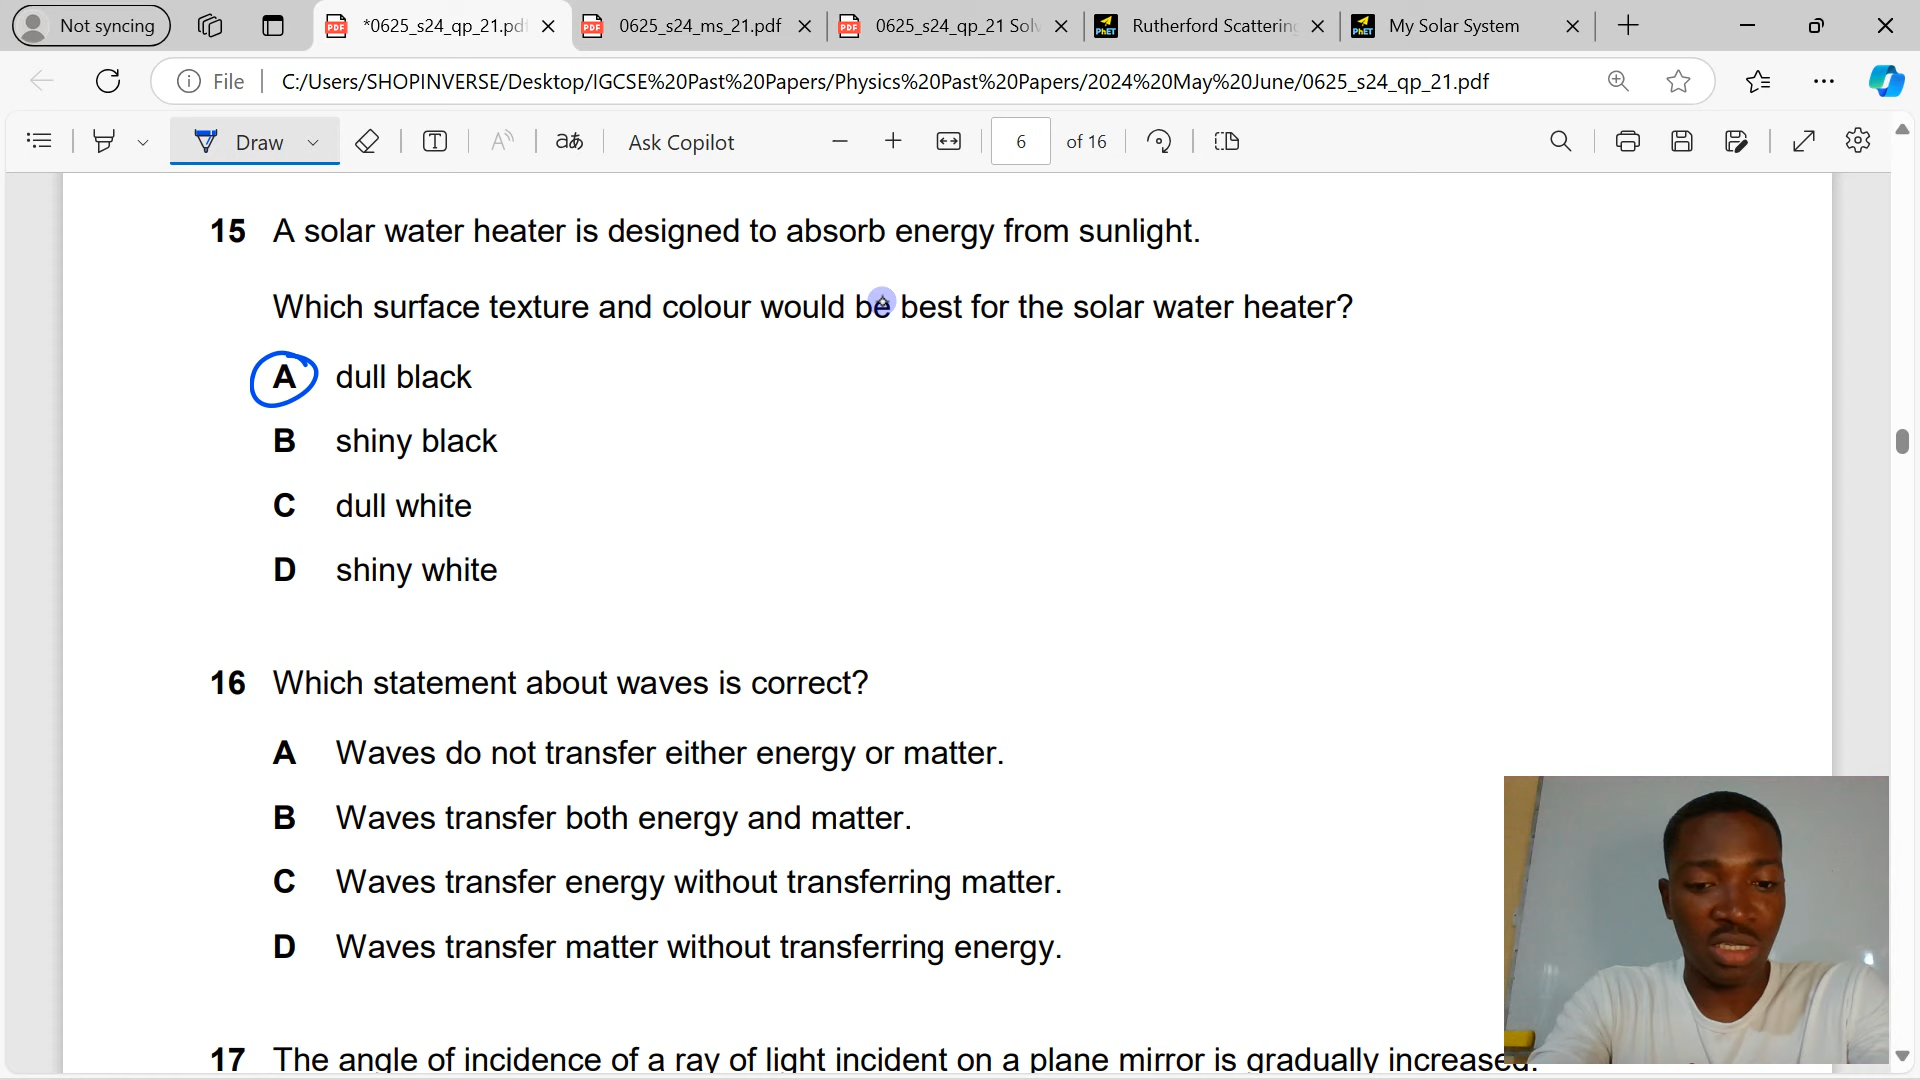 Not syncing
*0625_s24_qp_21.pdf
0625_s24_ms_21.pdf
0625_s24_qp_21 Solv
Rutherford Scattering
My Solar System
File
C:/Users/SHOPINVERSE/Desktop/IGCSE%20Past%20Papers/Physics%20Past%20Papers/2024%20May%20June/0625_s24_qp_21.pdf
Draw
Ask Copilot
6 of 16
15 A solar water heater is designed to absorb energy from sunlight.
Which surface texture and colour would be best for the solar water heater?
A dull black
B shiny black
C dull white
D shiny white
16 Which statement about waves is correct?
A Waves do not transfer either energy or matter.
B Waves transfer both energy and matter.
C Waves transfer energy without transferring matter.
D Waves transfer matter without transferring energy.
17 The angle of incidence of a ray of light incident on a plane mirror is gradually increased.